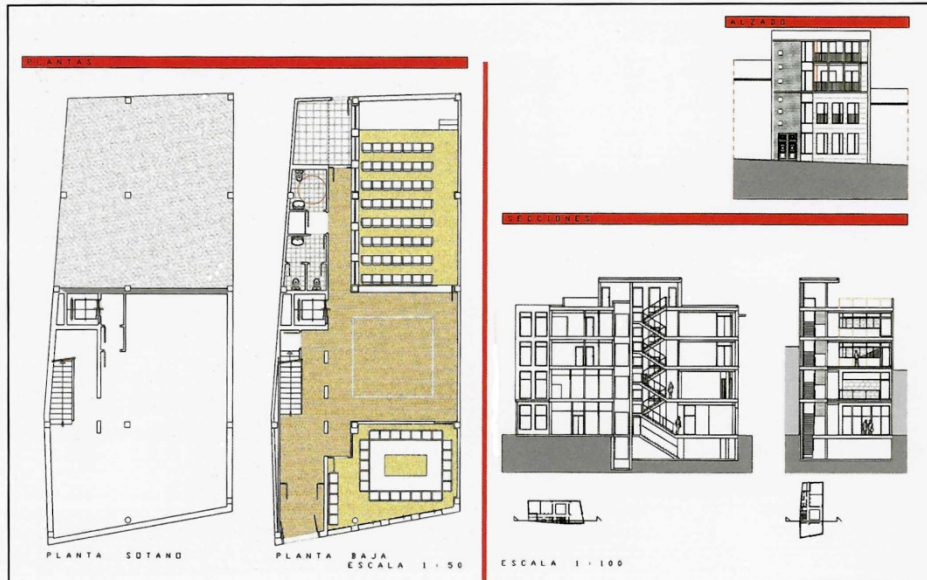 ALZADO
PLANTAS
SECCIONES
PLANTA SOTANO
PLANTA BAJA
ESCALA 1:50
ESCALA 1:100